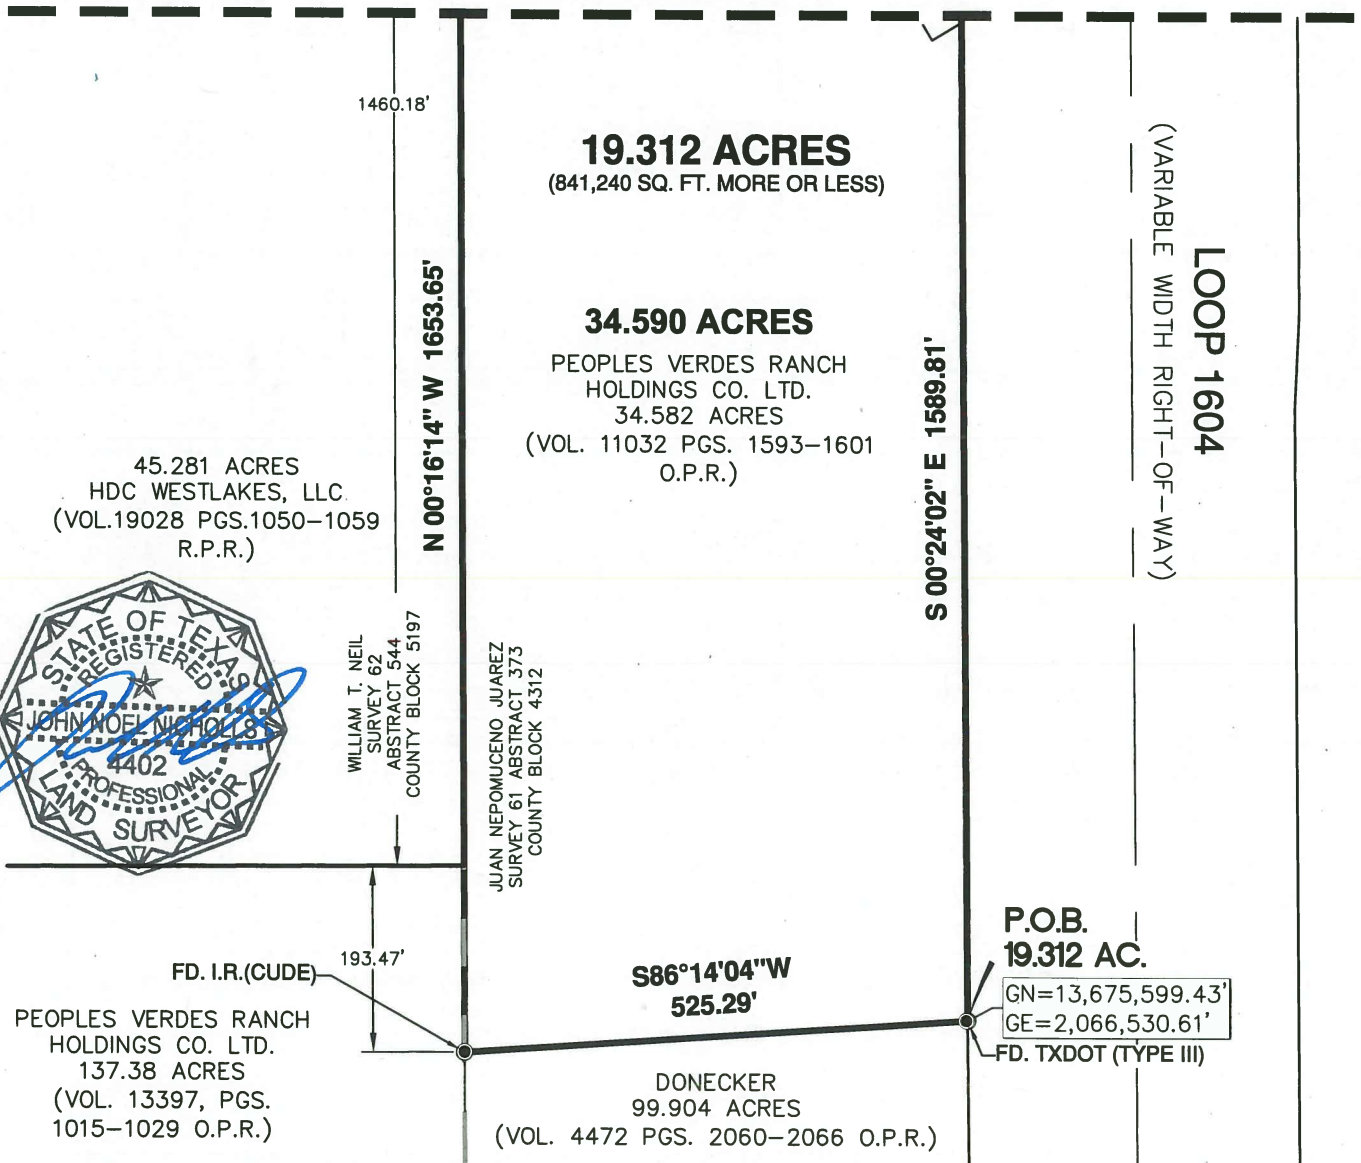 1460.18'
19.312 ACRES
(841,240 SQ. FT. MORE OR LESS)
N 00°16'14" W 1653.65'
34.590 ACRES
PEOPLES VERDES RANCH
HOLDINGS CO. LTD.
34.582 ACRES
(VOL. 11032 PGS. 1593-1601
O.P.R.)
S 00°24'02" E 1589.81'
LOOP 1604
(VARIABLE WIDTH RIGHT-OF-WAY)
45.281 ACRES
HDC WESTLAKES, LLC.
(VOL.19028 PGS.1050-1059
R.P.R.)
STATE OF TEXAS
REGISTERED
JOHN NOEL NICHOLLS
4402
PROFESSIONAL
LAND SURVEYOR
WILLIAM T. NEIL
SURVEY 62
ABSTRACT 544
COUNTY BLOCK 5197
JUAN NEPOMUCENO JUAREZ
SURVEY 61 ABSTRACT 373
COUNTY BLOCK 4312
193.47'
FD. I.R.(CUDE)
S86°14'04"W
525.29'
P.O.B.
19.312 AC.
GN=13,675,599.43'
GE=2,066,530.61'
FD. TXDOT (TYPE III)
PEOPLES VERDES RANCH
HOLDINGS CO. LTD.
137.38 ACRES
(VOL. 13397, PGS.
1015-1029 O.P.R.)
DONECKER
99.904 ACRES
(VOL. 4472 PGS. 2060-2066 O.P.R.)